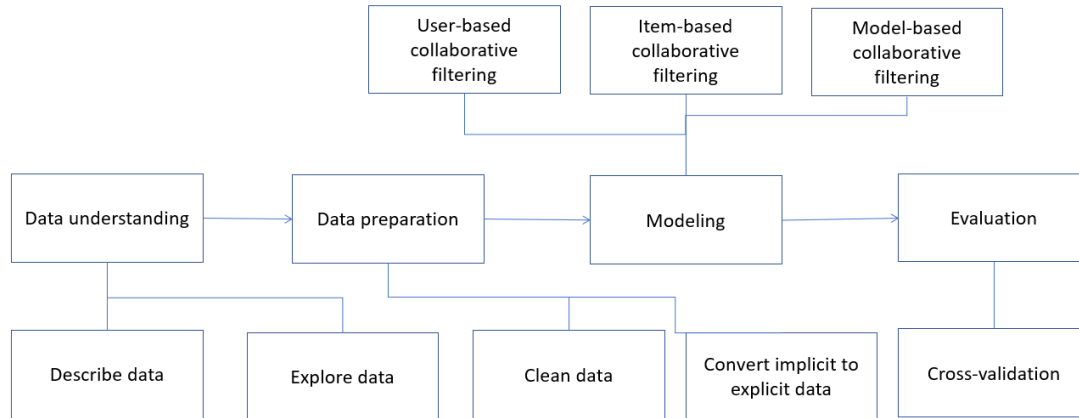 User-based
collaborative
filtering
Item-based
collaborative
filtering
Model-based
collaborative
filtering
Data understanding
Data preparation
Modeling
Evaluation
Describe data
Explore data
Clean data
Convert implicit to
explicit data
Cross-validation